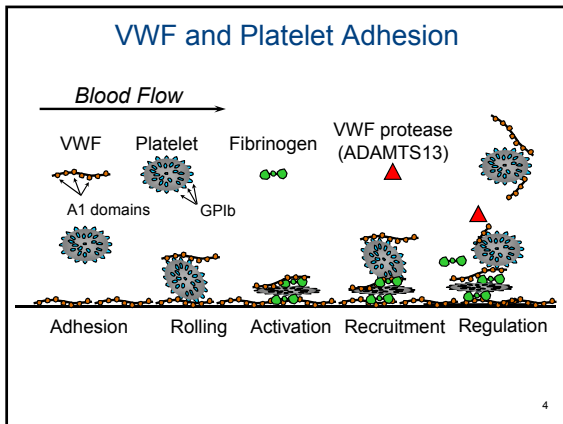 VWF and Platelet Adhesion
Blood Flow
VWF
Platelet
Fibrinogen
VWF protease
(ADAMTS13)
A1 domains
GPIb
Adhesion
Rolling
Activation
Recruitment
Regulation
4